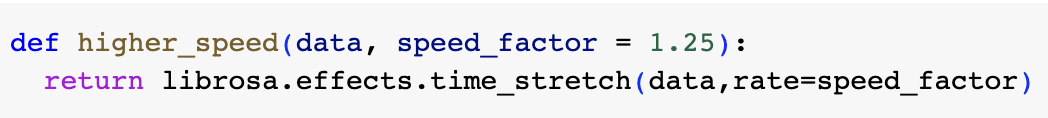 def higher_speed(data, speed_factor = 1.25):
  return librosa.effects.time_stretch(data,rate=speed_factor)